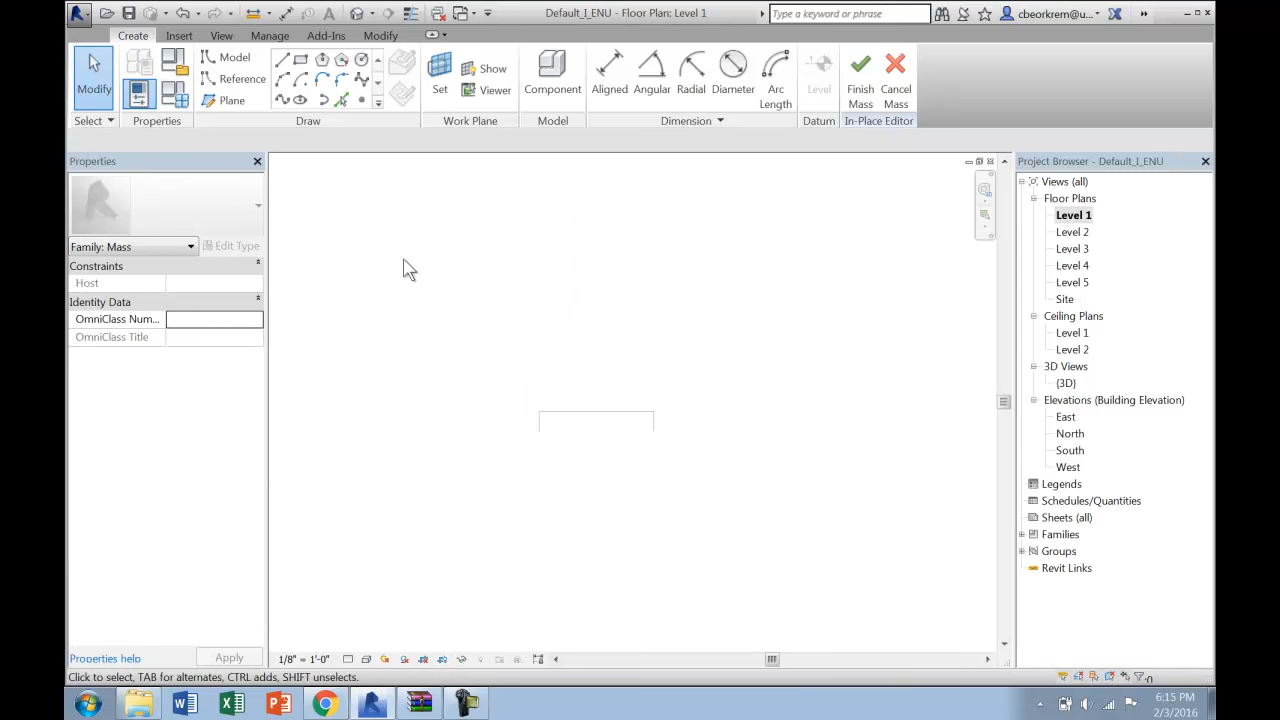 Default_I_ENU - Floor Plan: Level 1
Type a keyword or phrase
cbeorkrem@u...
Create Insert View Manage Add-Ins Modify
Modify
Select
Properties
Model
Reference
Plane
Draw
Set
Show
Viewer
Work Plane
Component
Model
Aligned Angular Radial Diameter Arc Length
Dimension
Level
Datum
Finish Mass
Cancel Mass
In-Place Editor
Properties
Family: Mass
Edit Type
Constraints
Host
Identity Data
OmniClass Num...
OmniClass Title
Properties help
Apply
1/8" = 1'-0"
Project Browser - Default_I_ENU
Views (all)
Floor Plans
Level 1
Level 2
Level 3
Level 4
Level 5
Site
Ceiling Plans
Level 1
Level 2
3D Views
{3D}
Elevations (Building Elevation)
East
North
South
West
Legends
Schedules/Quantities
Sheets (all)
Families
Groups
Revit Links
Click to select, TAB for alternates, CTRL adds, SHIFT unselects.
:0
6:15 PM
2/3/2016